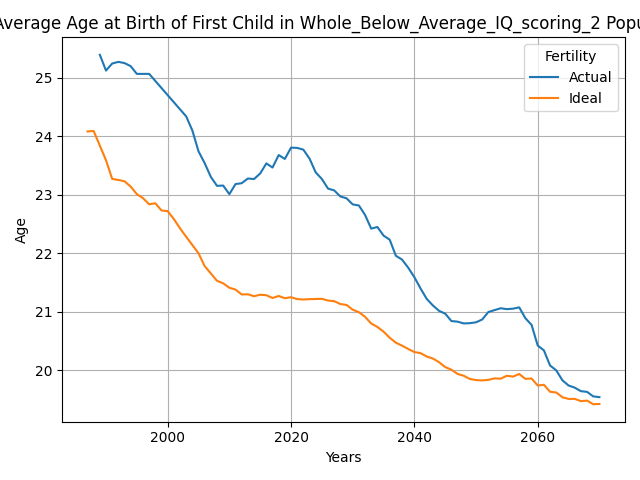 Average Age at Birth of First Child in Whole_Below_Average_IQ_scoring_2
Fertility
Actual
Ideal
25
24
23
22
21
20
Age
2000
2020
2040
2060
Years